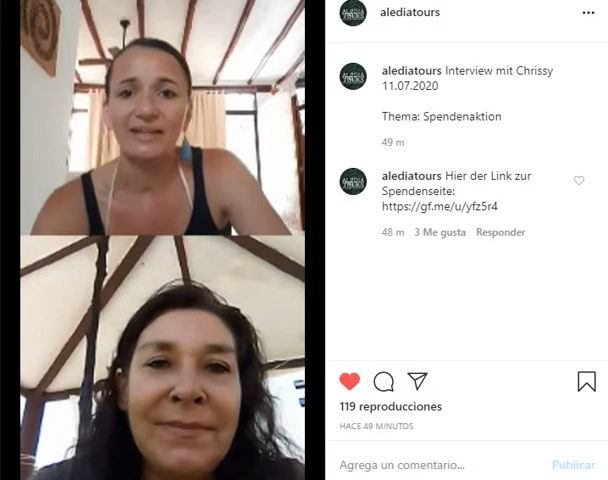 alediatours
alediatours Interview mit Chrissy
11.07.2020
Thema: Spendenaktion
49 m
alediatours Hier der Link zur
Spendenseite:
https://gf.me/u/yfz5r4
48 m 3 Me gusta Responder
119 reproducciones
HACE 49 MINUTOS
Agrega un comentario... Publicar